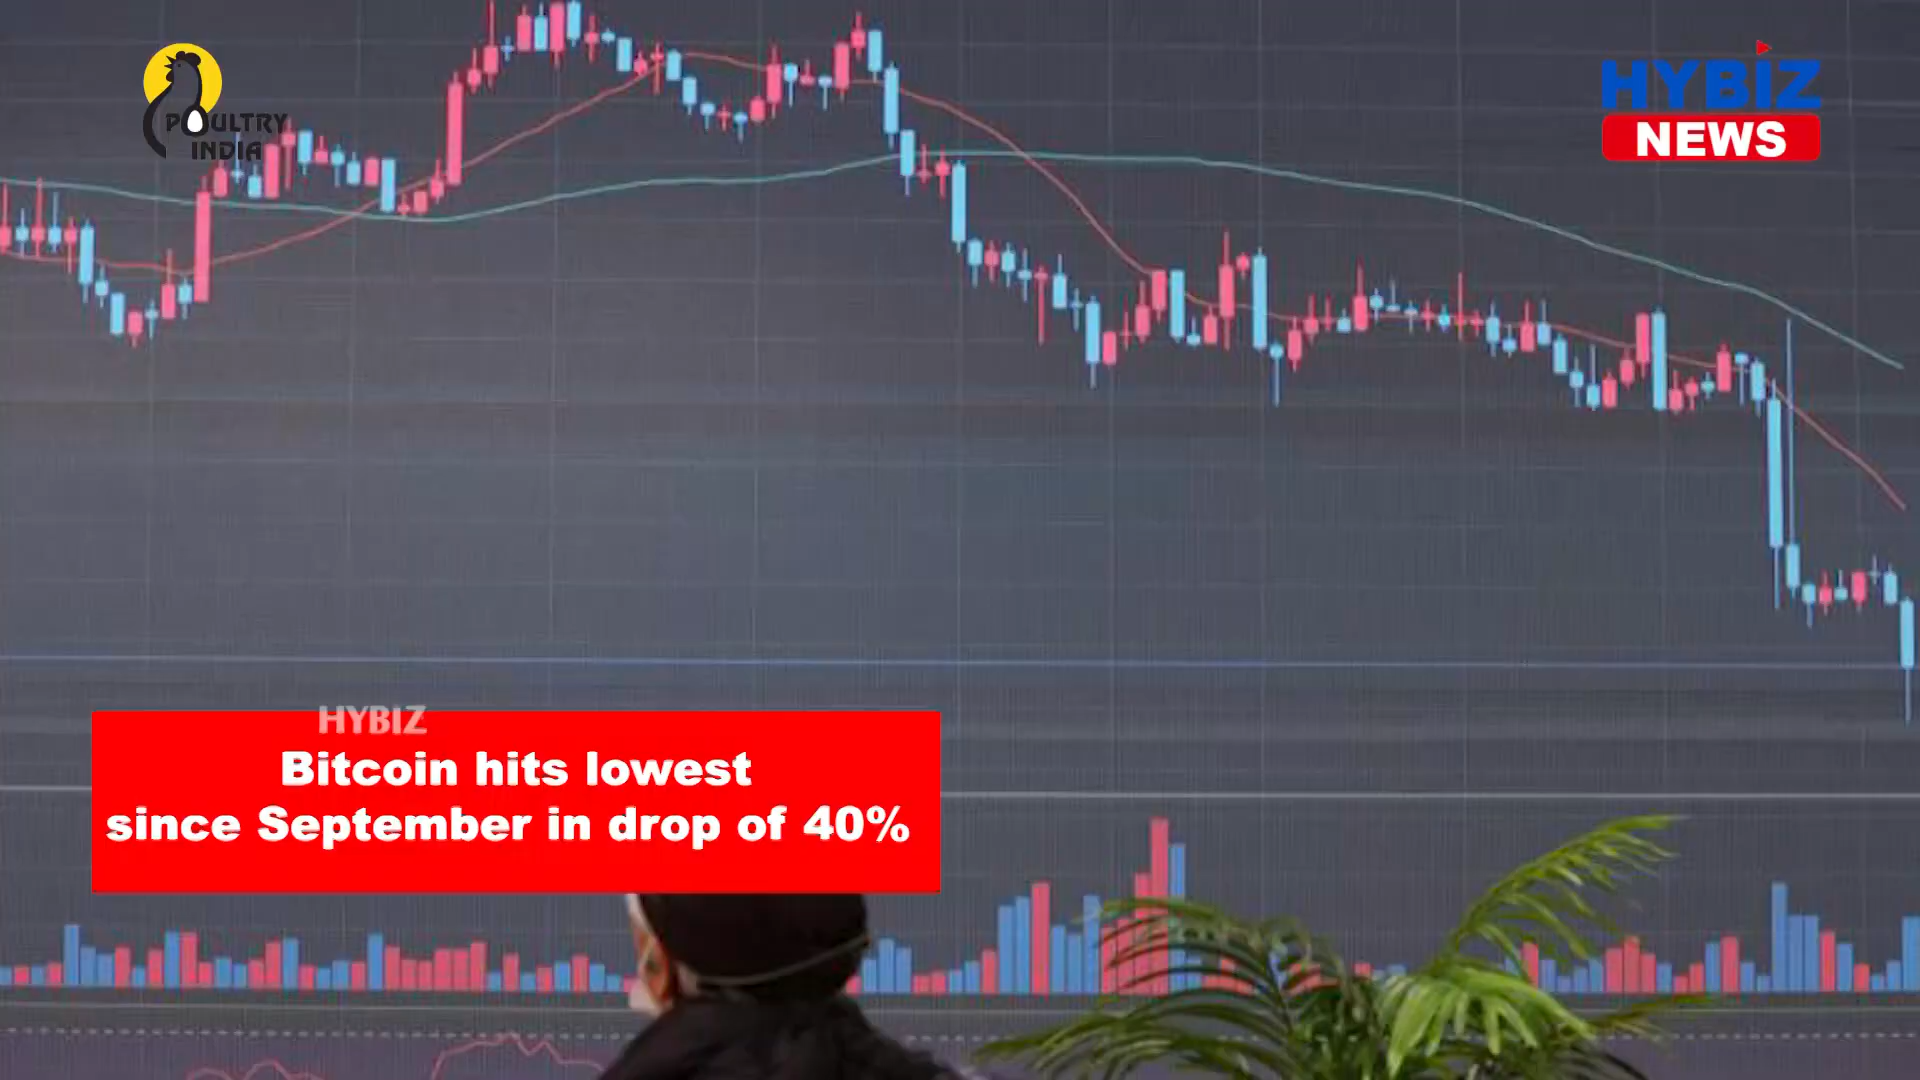 POULTRY
INDIA
HYBIZ
NEWS
HYBIZ
Bitcoin hits lowest
since September in drop of 40%